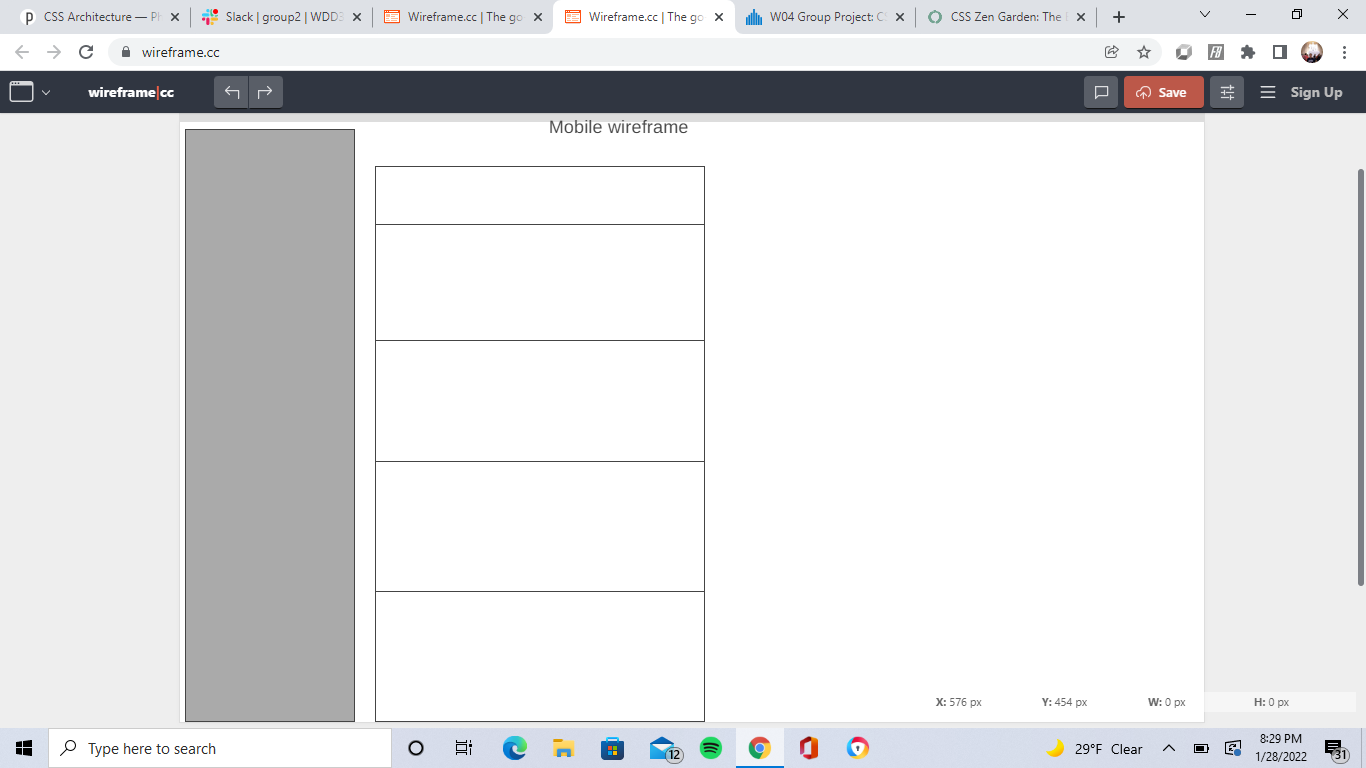 CSS Architecture — Ph
Slack | group2 | WDD3
Wireframe.cc | The go
Wireframe.cc | The go
W04 Group Project: CS
CSS Zen Garden: The
wireframe.cc
wireframe|cc
Save
Sign Up
Mobile wireframe
X: 576 px Y: 454 px W: 0 px H: 0 px
Type here to search
12
29°F Clear
8:29 PM
1/28/2022
31